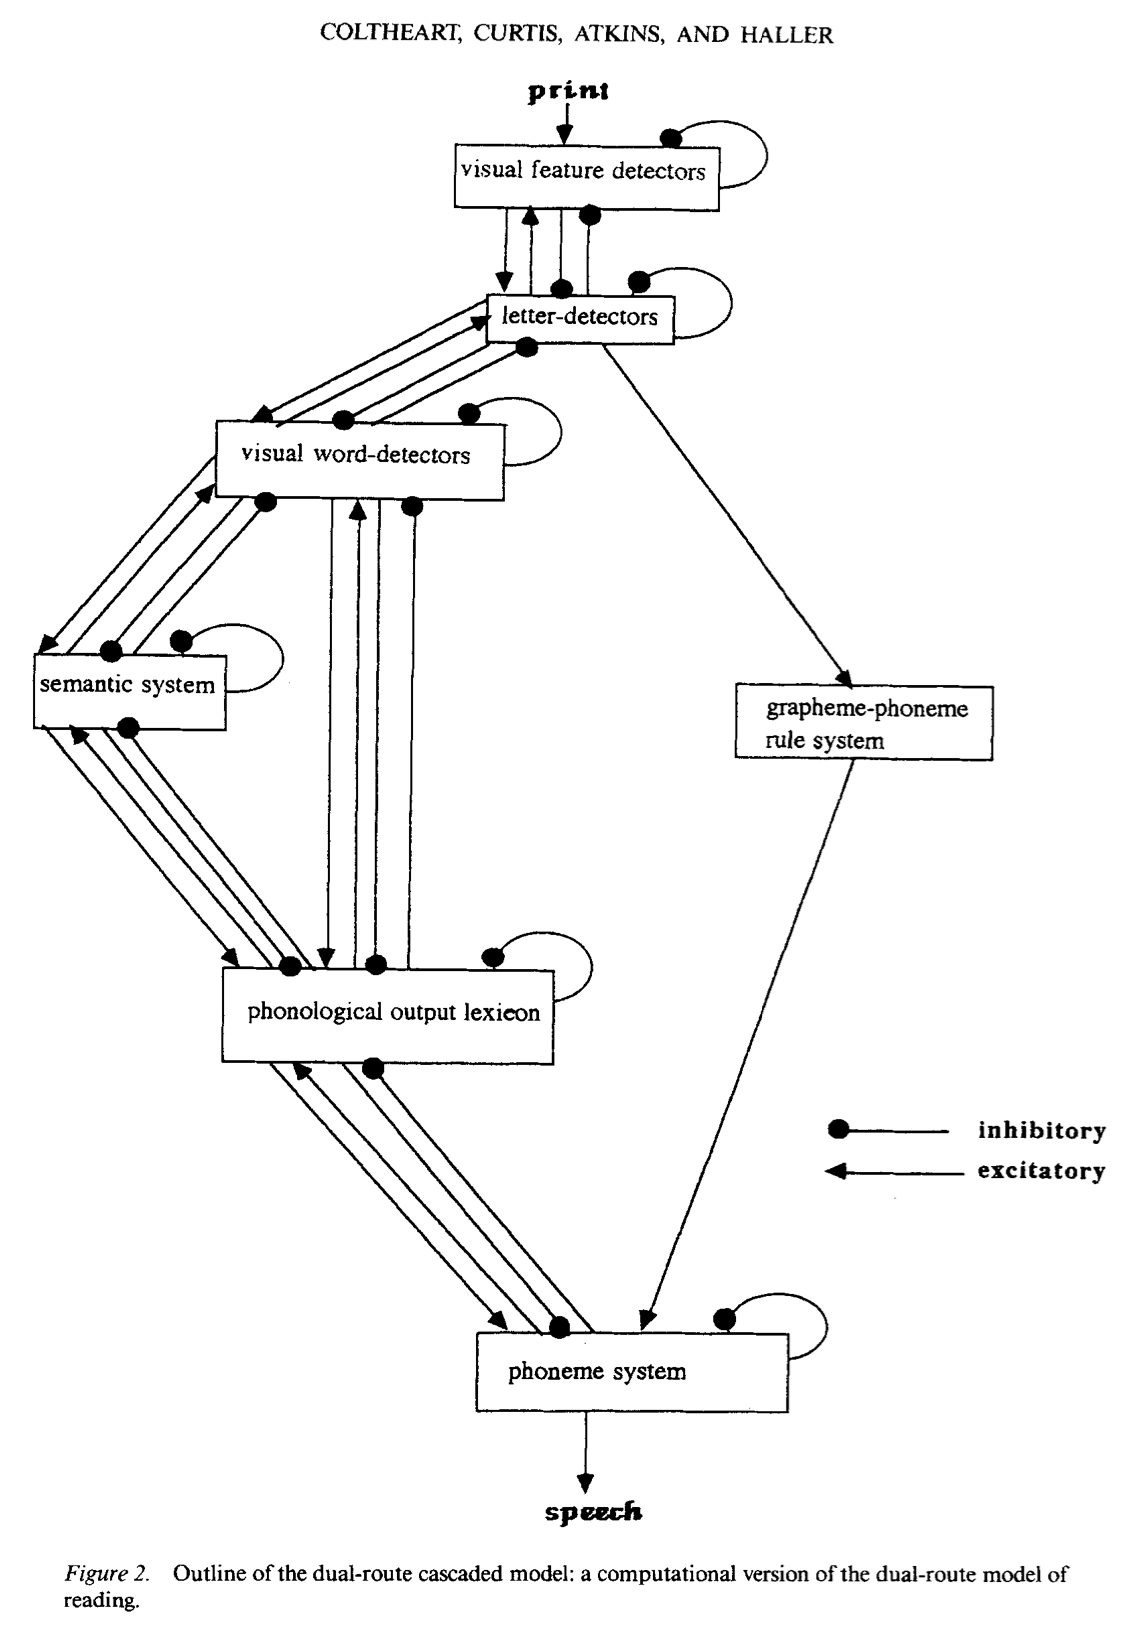 COLTHEART, CURTIS, ATKINS, AND HALLER
print
visual feature detectors
letter-detectors
visual word-detectors
semantic system
grapheme-phoneme
rule system
phonological output lexicon
inhibitory
excitatory
phoneme system
speech
Figure 2. Outline of the dual-route cascaded model: a computational version of the dual-route model of
reading.